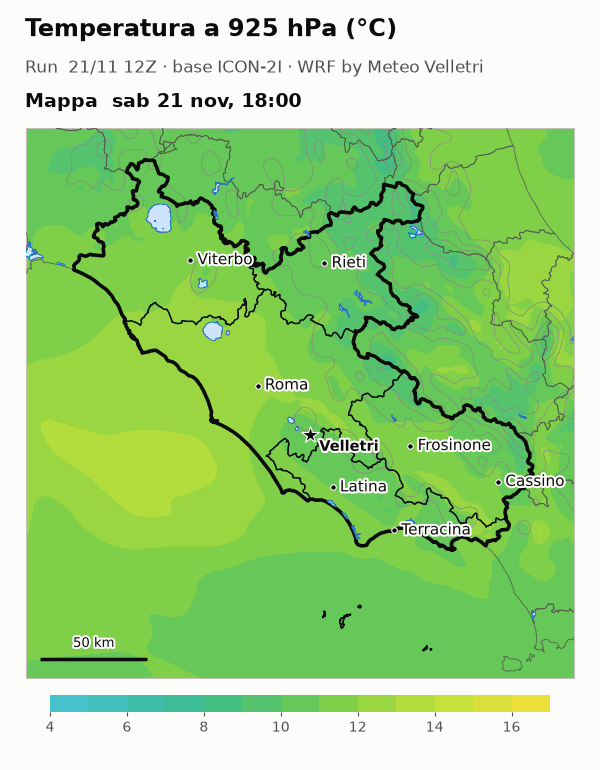 Temperatura a 925 hPa (°C)
Run  21/11 12Z · base ICON-2I · WRF by Meteo Velletri
Mappa  sab 21 nov, 18:00
Viterbo
Rieti
Roma
Velletri
Frosinone
Latina
Cassino
Terracina
50 km
4 6 8 10 12 14 16